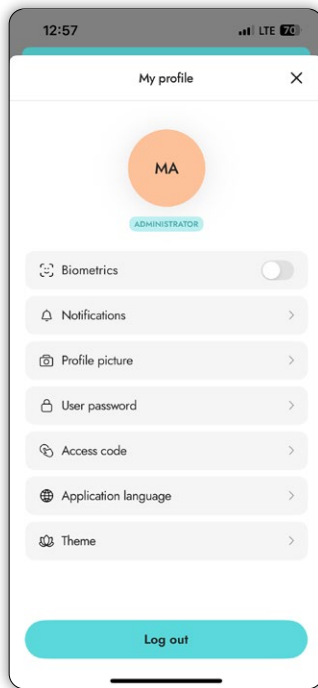 12:57
LTE 70
My profile
MA
ADMINISTRATOR
Biometrics
Notifications
Profile picture
User password
Access code
Application language
Theme
Log out